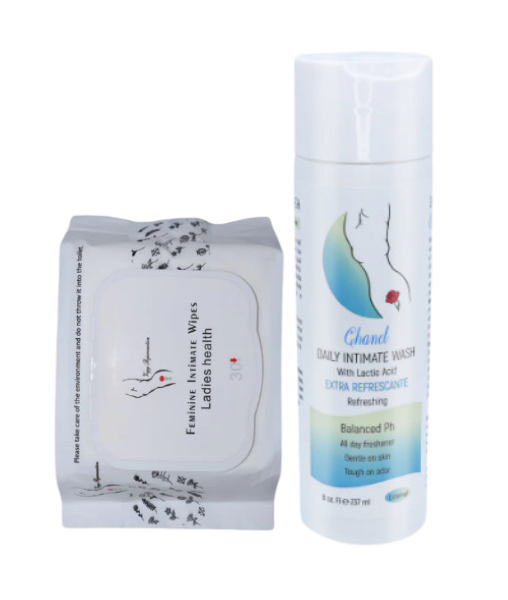 Please take care of the environment and do not throw it into the toilet.
FEMININE INTIMATE WIPES
Ladies health
30
Ghanel
DAILY INTIMATE WASH
With Lactic Acid
EXTRA REFRESCANTE
Refreshing
Balanced Ph
All day freshener
Gentle on skin
Tough on odor
8 oz. Fl e 237 ml